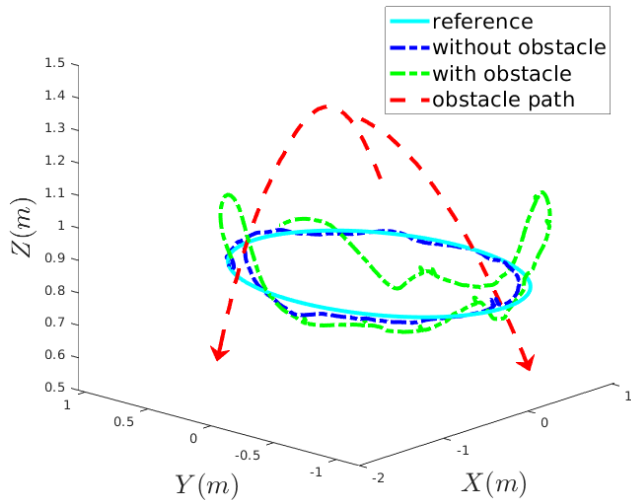 reference
without obstacle
with obstacle
obstacle path
1.5
1.4
1.3
1.2
1.1
1
0.9
0.8
0.7
0.6
0.5
Z(m)
1
0.5
0
-0.5
-1
Y(m)
-2
-1
0
1
X(m)